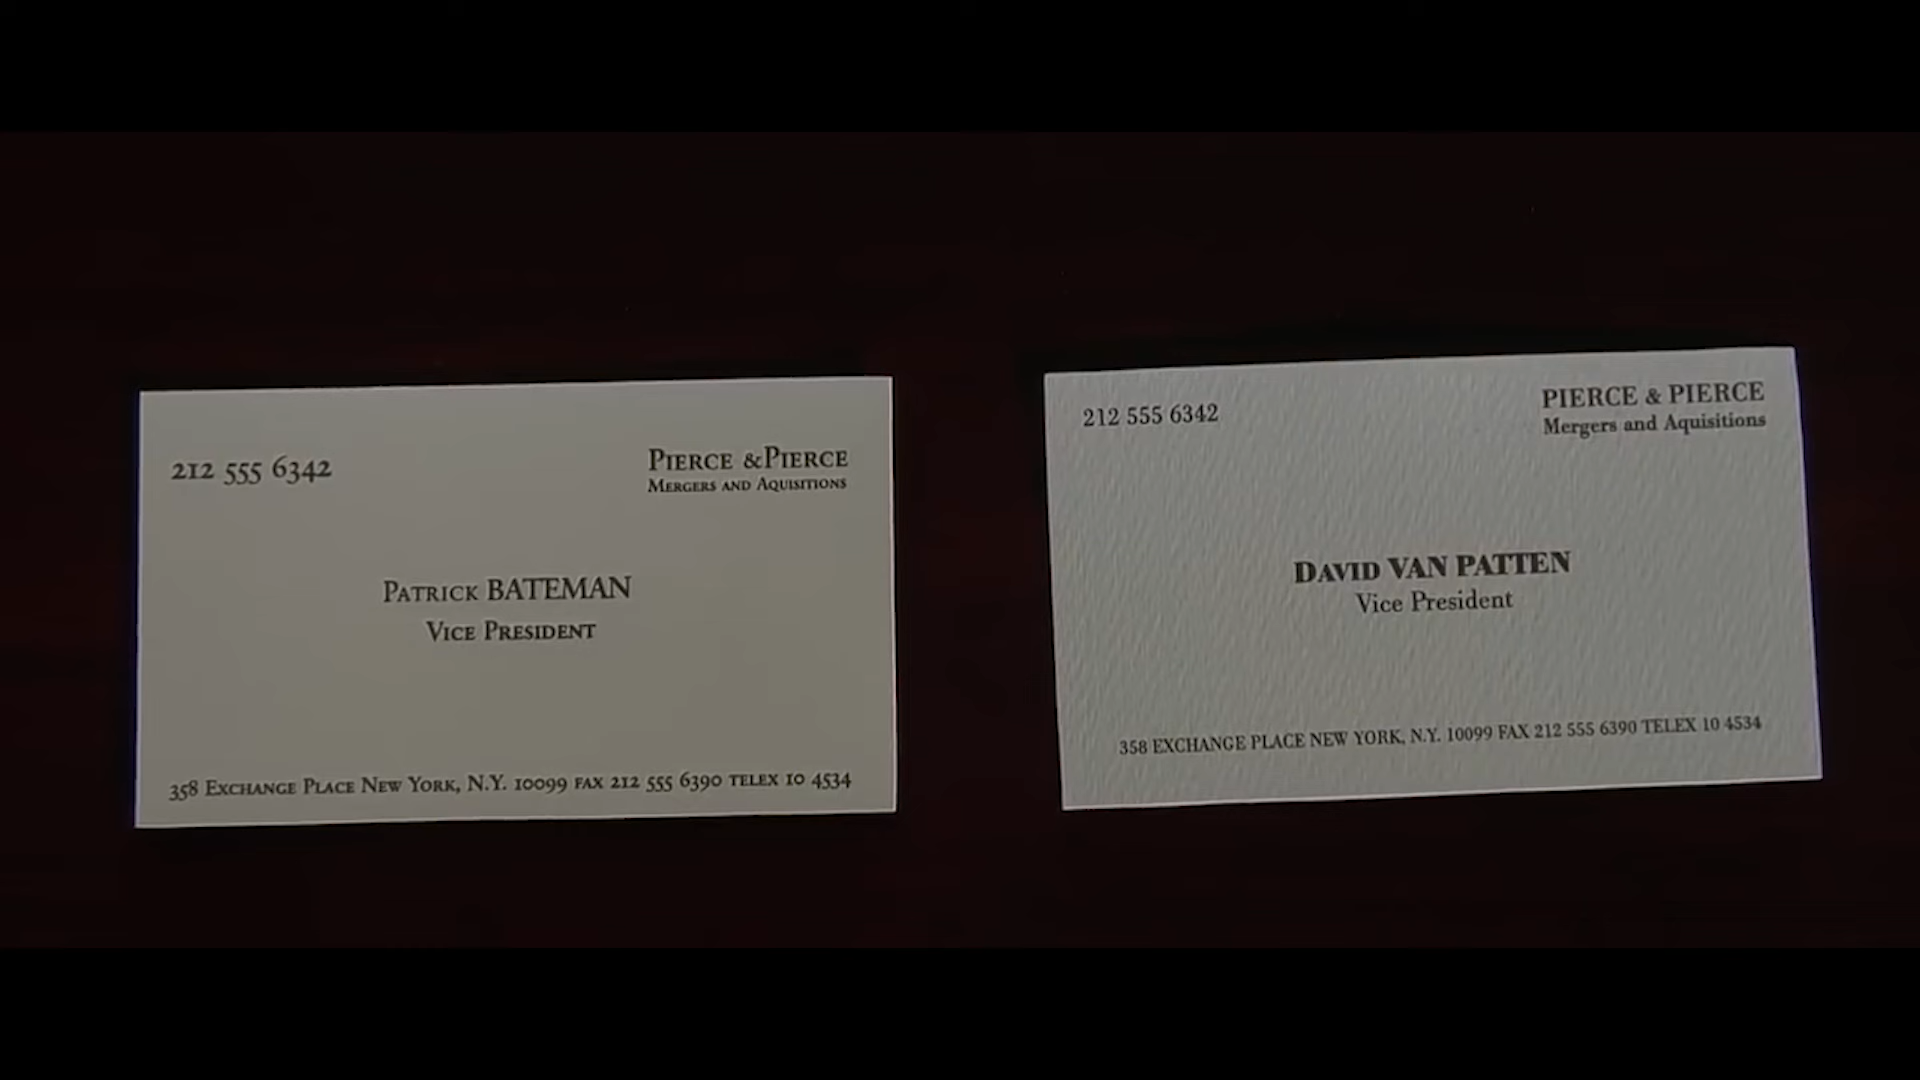 212 555 6342
PIERCE &PIERCE
MERGERS AND AQUISITIONS
PATRICK BATEMAN
VICE PRESIDENT
358 EXCHANGE PLACE NEW YORK, N.Y. 10099 FAX 212 555 6390 TELEX 10 4534
212 555 6342
PIERCE & PIERCE
Mergers and Aquisitions
DAVID VAN PATTEN
Vice President
358 EXCHANGE PLACE NEW YORK, N.Y. 10099 FAX 212 555 6390 TELEX 10 4534